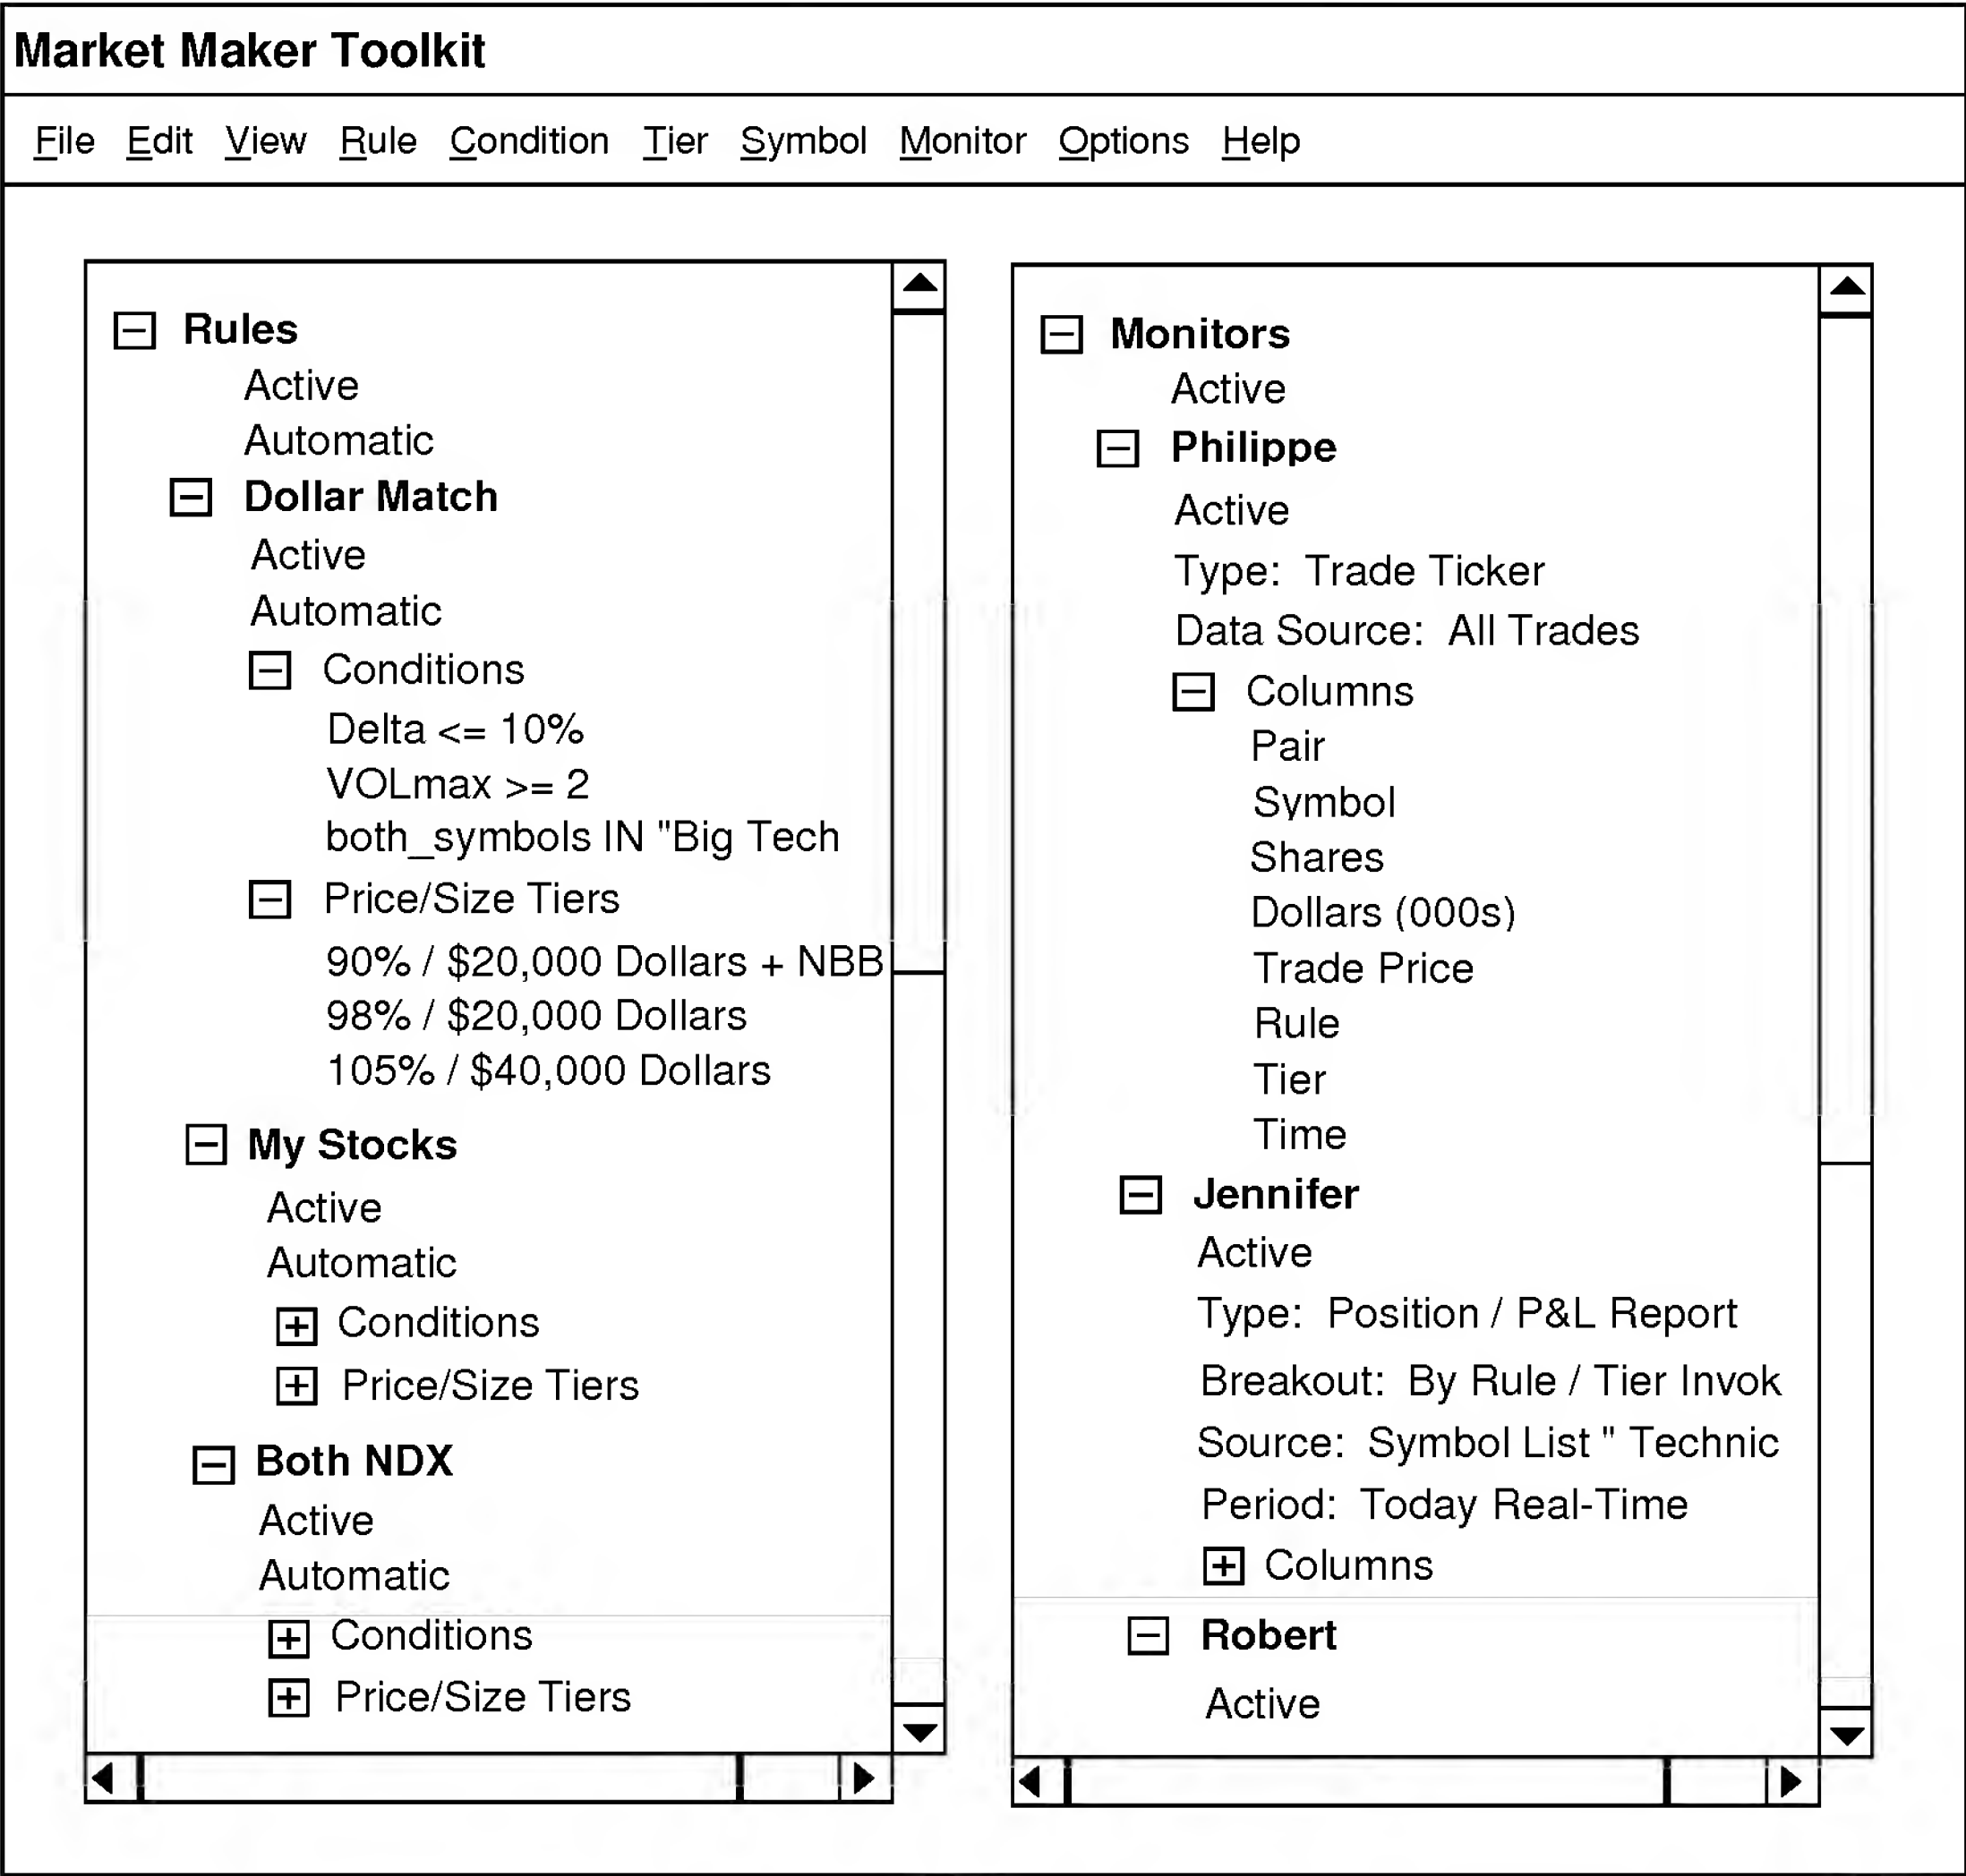 Market Maker Toolkit
File Edit View Rule Condition Tier Symbol Monitor Options Help
Rules
Active
Automatic
Dollar Match
Active
Automatic
Conditions
Delta <= 10%
VOLmax >= 2
both_symbols IN "Big Tech
Price/Size Tiers
90% / $20,000 Dollars + NBB
98% / $20,000 Dollars
105% / $40,000 Dollars
My Stocks
Active
Automatic
Conditions
Price/Size Tiers
Both NDX
Active
Automatic
Conditions
Price/Size Tiers
Monitors
Active
Philippe
Active
Type: Trade Ticker
Data Source: All Trades
Columns
Pair
Symbol
Shares
Dollars (000s)
Trade Price
Rule
Tier
Time
Jennifer
Active
Type: Position / P&L Report
Breakout: By Rule / Tier Invok
Source: Symbol List " Technic
Period: Today Real-Time
Columns
Robert
Active